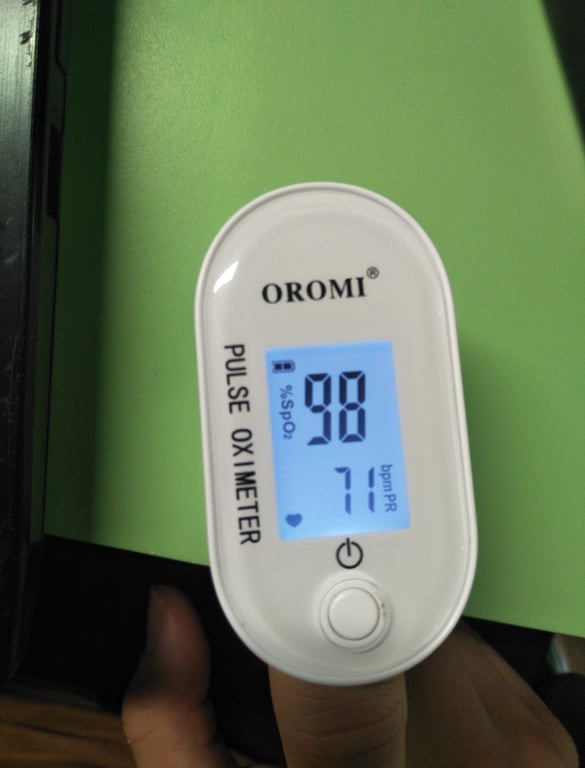 OROMI®
PULSE OXIMETER
%SpO₂
98
71
bpmPR